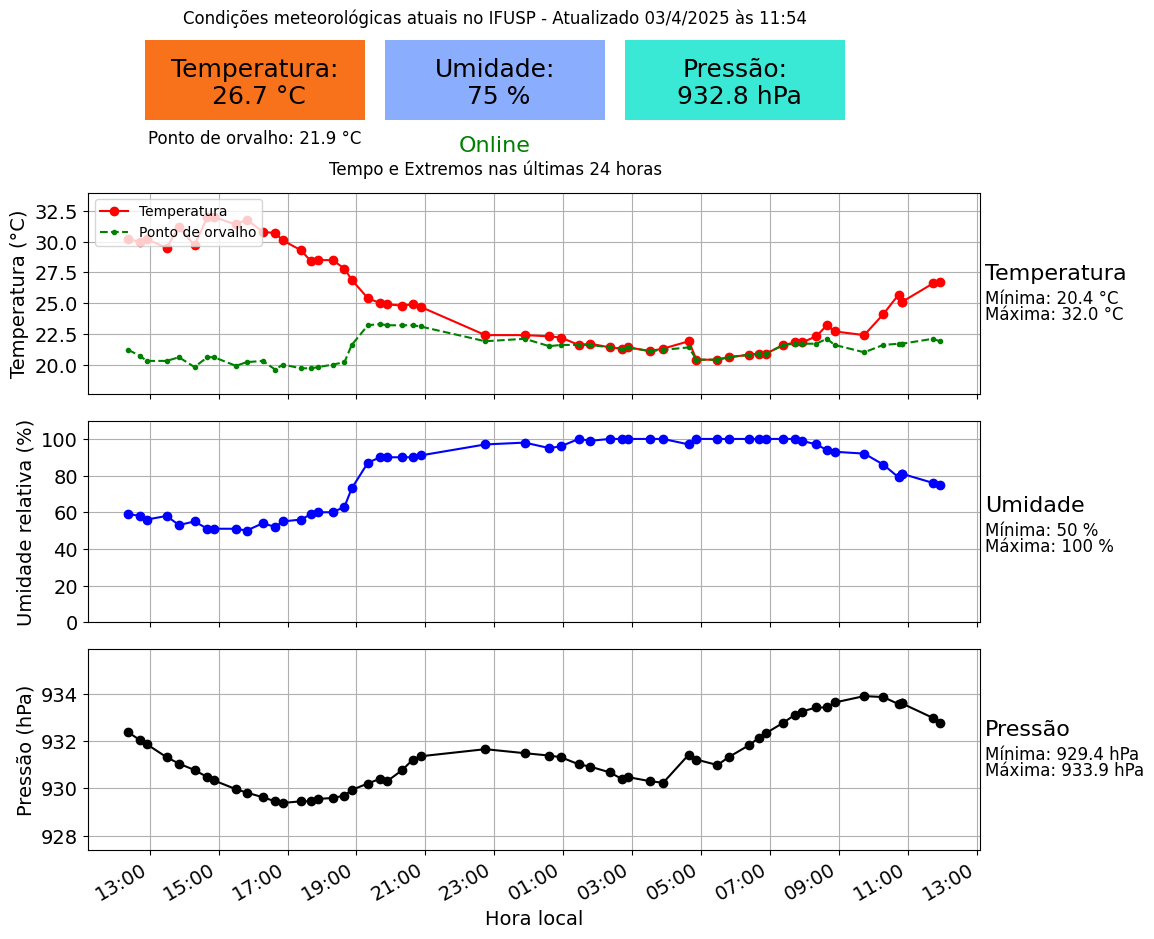 Condições meteorológicas atuais no IFUSP - Atualizado 03/4/2025 às 11:54
Temperatura:
26.7 °C
Umidade:
75 %
Pressão:
932.8 hPa
Ponto de orvalho: 21.9 °C
Online
Tempo e Extremos nas últimas 24 horas
Temperatura (°C)
32.5
30.0
27.5
25.0
22.5
20.0
Temperatura
Ponto de orvalho
Temperatura
Mínima: 20.4 °C
Máxima: 32.0 °C
Umidade relativa (%)
100
80
60
40
20
0
Umidade
Mínima: 50 %
Máxima: 100 %
Pressão (hPa)
934
932
930
928
Pressão
Mínima: 929.4 hPa
Máxima: 933.9 hPa
13:00 15:00 17:00 19:00 21:00 23:00 01:00 03:00 05:00 07:00 09:00 11:00 13:00
Hora local